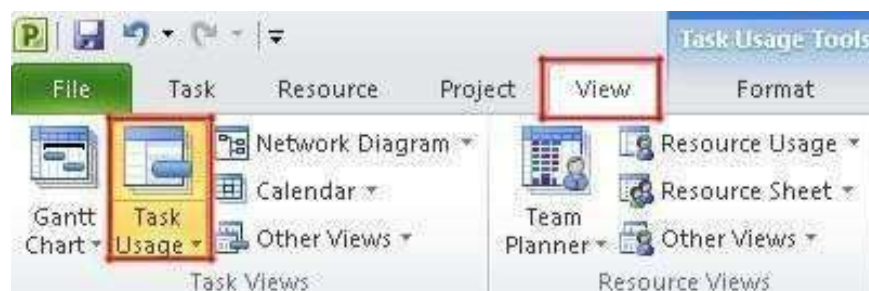 Task Usage Tools
File Task Resource Project View Format
Network Diagram Resource Usage
Calendar Resource Sheet
Gantt Chart Task Usage Other Views Team Planner Other Views
Task Views Resource Views